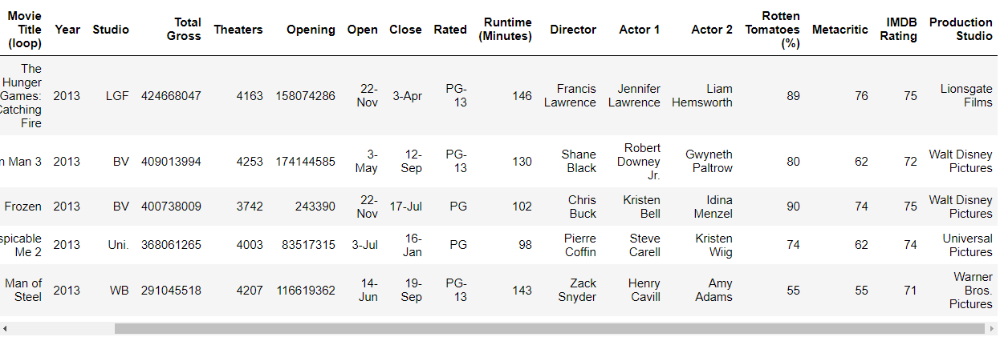 Movie Title (loop) Year Studio Total Gross Theaters Opening Open Close Rated Runtime (Minutes) Director Actor 1 Actor 2 Rotten Tomatoes (%) Metacritic IMDB Rating Production Studio
The Hunger Games: Catching Fire 2013 LGF 424668047 4163 158074286 22-Nov 3-Apr PG-13 146 Francis Lawrence Jennifer Lawrence Liam Hemsworth 89 76 75 Lionsgate Films
n Man 3 2013 BV 409013994 4253 174144585 3-May 12-Sep PG-13 130 Shane Black Robert Downey Jr. Gwyneth Paltrow 80 62 72 Walt Disney Pictures
Frozen 2013 BV 400738009 3742 243390 22-Nov 17-Jul PG 102 Chris Buck Kristen Bell Idina Menzel 90 74 75 Walt Disney Pictures
spicable Me 2 2013 Uni. 368061265 4003 83517315 3-Jul 16-Jan PG 98 Pierre Coffin Steve Carell Kristen Wiig 74 62 74 Universal Pictures
Man of Steel 2013 WB 291045518 4207 116619362 14-Jun 19-Sep PG-13 143 Zack Snyder Henry Cavill Amy Adams 55 55 71 Warner Bros. Pictures